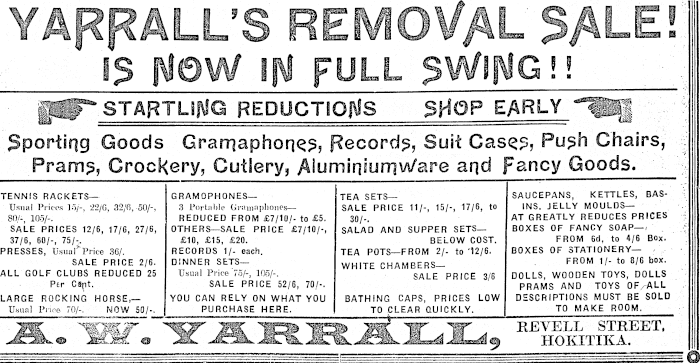 YARRALL'S REMOVAL SALE!
IS NOW IN FULL SWING!!
STARTLING REDUCTIONS SHOP EARLY
Sporting Goods Gramaphones, Records, Suit Cases, Push Chairs,
Prams, Crockery, Cutlery, Aluminiumware and Fancy Goods.
TENNIS RACKETS—
Usual Prices 15/-, 22/6, 32/6, 50/-,
80/-, 105/-.
SALE PRICES 12/6, 17/6, 27/6,
37/6, 60/-, 75/-.
PRESSES, Usual Price 36/.
SALE PRICE 2/6.
ALL GOLF CLUBS REDUCED 25
Per Cent.
LARGE ROCKING HORSE,—
Usual Price 70/-. NOW 50/-.
GRAMOPHONES—
3 Portable Gramaphones—
REDUCED FROM £7/10/- to £5.
OTHERS—SALE PRICE £7/10/-,
£10, £15, £20.
RECORDS 1/- each.
DINNER SETS—
Usual Price 75/-, 105/-.
SALE PRICE 52/6, 70/-.
YOU CAN RELY ON WHAT YOU
PURCHASE HERE.
TEA SETS—
SALE PRICE 11/-, 15/-, 17/6, to
30/-.
SALAD AND SUPPER SETS—
BELOW COST.
TEA POTS—FROM 2/- to 12/6.
WHITE CHAMBERS—
SALE PRICE 3/6
BATHING CAPS, PRICES LOW
TO CLEAR QUICKLY.
SAUCEPANS, KETTLES, BAS-
INS. JELLY MOULDS—
AT GREATLY REDUCES PRICES
BOXES OF FANCY SOAP—
FROM 6d, to 4/6 Box.
BOXES OF STATIONERY—
FROM 1/- to 8/6 box.
DOLLS, WOODEN TOYS, DOLLS
PRAMS AND TOYS OF ALL
DESCRIPTIONS MUST BE SOLD
TO MAKE ROOM.
A. W. YARRALL,
REVELL STREET,
HOKITIKA.